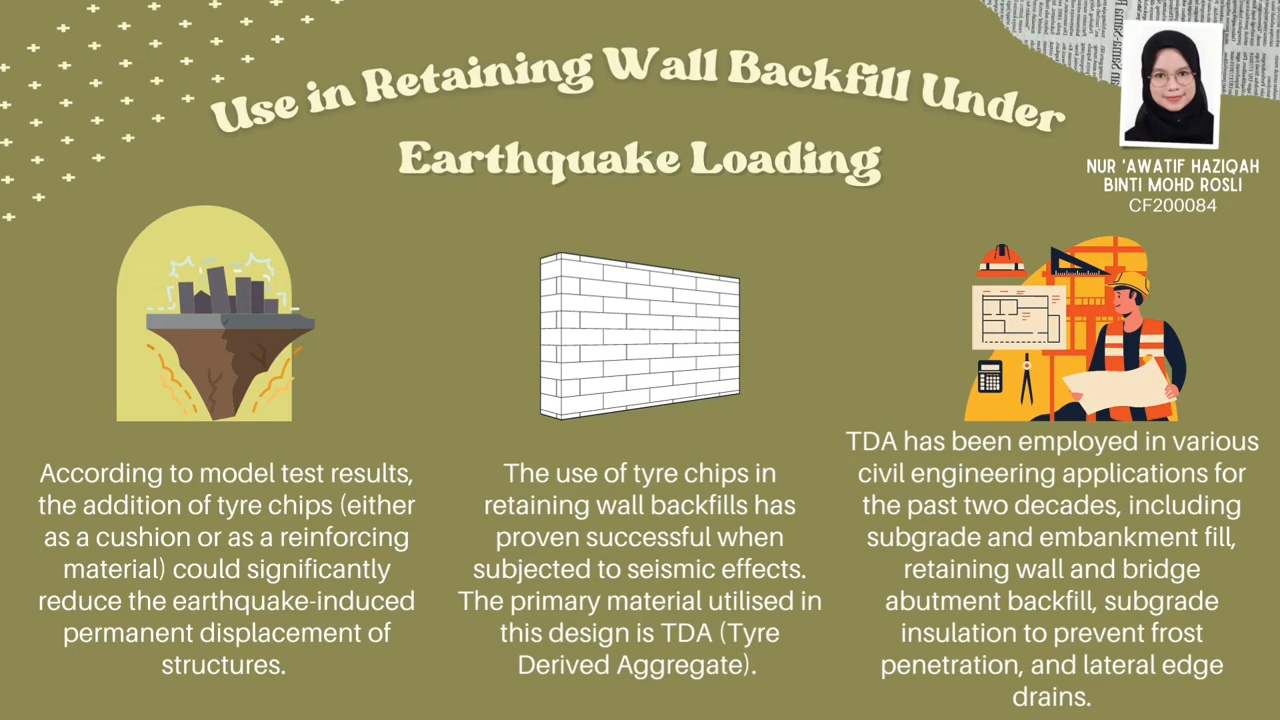 Use in Retaining Wall Backfill Under
Earthquake Loading
NUR 'AWATIF HAZIQAH
BINTI MOHD ROSLI
CF200084
According to model test results,
the addition of tyre chips (either
as a cushion or as a reinforcing
material) could significantly
reduce the earthquake-induced
permanent displacement of
structures.
The use of tyre chips in
retaining wall backfills has
proven successful when
subjected to seismic effects.
The primary material utilised in
this design is TDA (Tyre
Derived Aggregate).
TDA has been employed in various
civil engineering applications for
the past two decades, including
subgrade and embankment fill,
retaining wall and bridge
abutment backfill, subgrade
insulation to prevent frost
penetration, and lateral edge
drains.